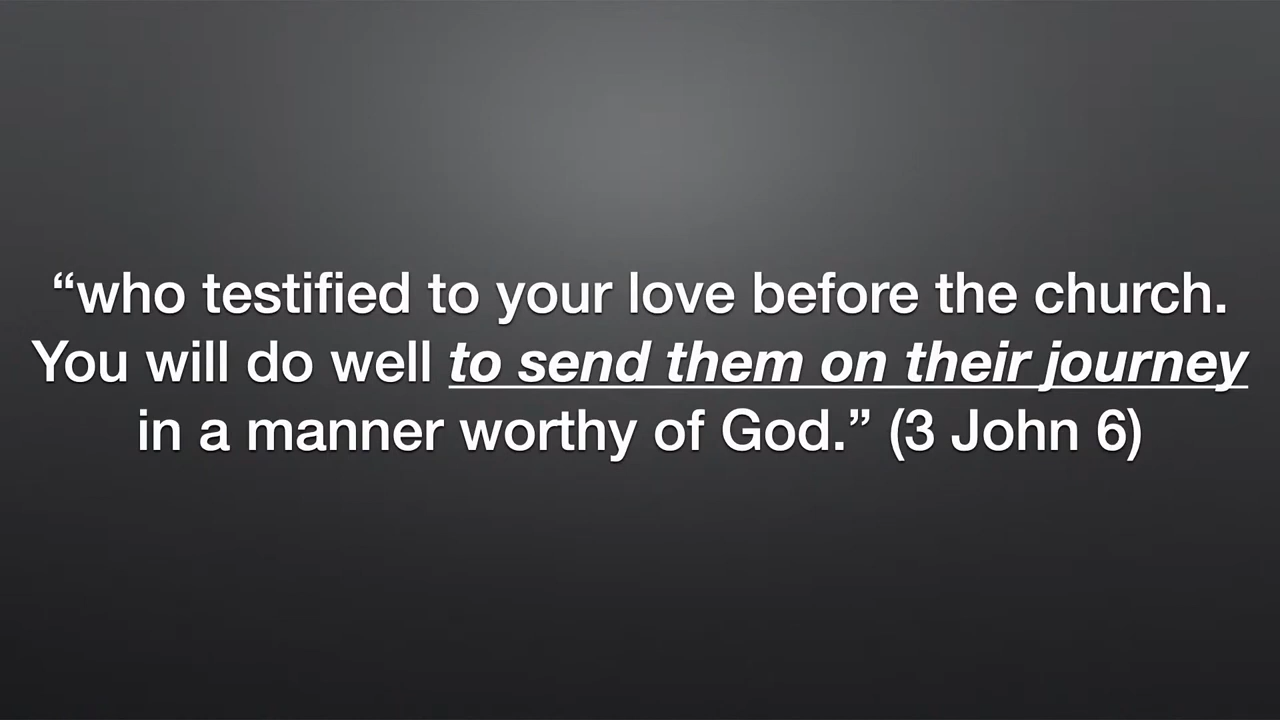 “who testified to your love before the church.
You will do well to send them on their journey
in a manner worthy of God.” (3 John 6)